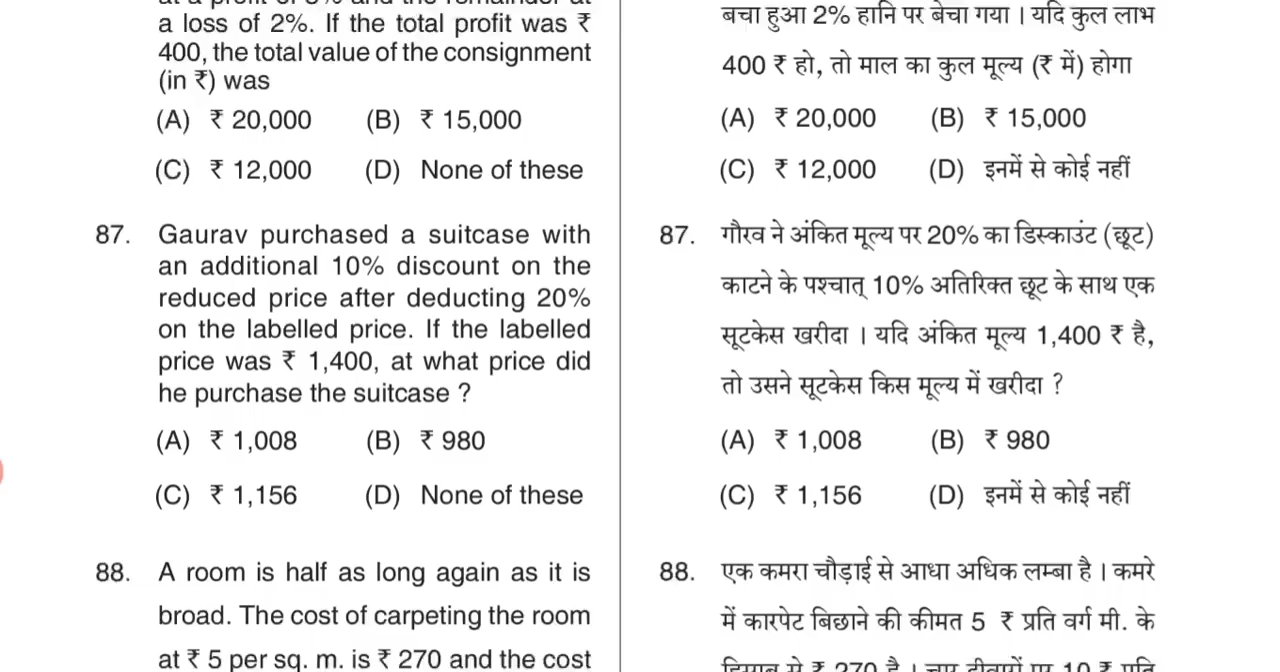 a loss of 2%. If the total profit was ₹
400, the total value of the consignment
(in ₹) was
(A) ₹ 20,000 (B) ₹ 15,000
(C) ₹ 12,000 (D) None of these
87. Gaurav purchased a suitcase with
an additional 10% discount on the
reduced price after deducting 20%
on the labelled price. If the labelled
price was ₹ 1,400, at what price did
he purchase the suitcase ?
(A) ₹ 1,008 (B) ₹ 980
(C) ₹ 1,156 (D) None of these
88. A room is half as long again as it is
broad. The cost of carpeting the room
at ₹ 5 per sq. m. is ₹ 270 and the cost
बचा हुआ 2% हानि पर बेचा गया । यदि कुल लाभ
400 ₹ हो, तो माल का कुल मूल्य (₹ में) होगा
(A) ₹ 20,000 (B) ₹ 15,000
(C) ₹ 12,000 (D) इनमें से कोई नहीं
87. गौरव ने अंकित मूल्य पर 20% का डिस्काउंट (छूट)
काटने के पश्चात् 10% अतिरिक्त छूट के साथ एक
सूटकेस खरीदा । यदि अंकित मूल्य 1,400 ₹ है,
तो उसने सूटकेस किस मूल्य में खरीदा ?
(A) ₹ 1,008 (B) ₹ 980
(C) ₹ 1,156 (D) इनमें से कोई नहीं
88. एक कमरा चौड़ाई से आधा अधिक लम्बा है । कमरे
में कारपेट बिछाने की कीमत 5 ₹ प्रति वर्ग मी. के